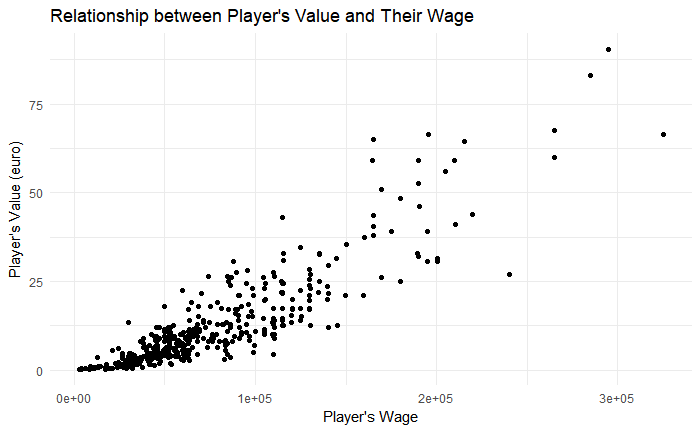 Relationship between Player's Value and Their Wage
Player's Value (euro)
75
50
25
0
0e+00 1e+05 2e+05 3e+05
Player's Wage